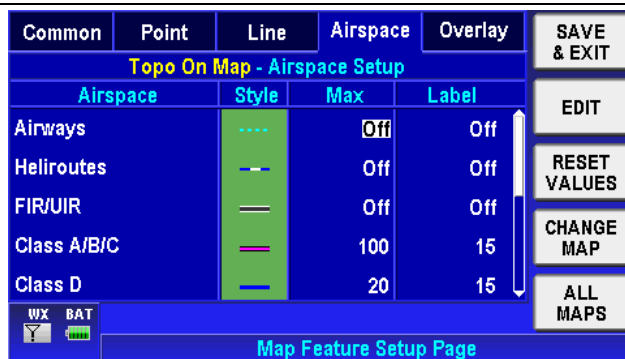 Common Point Line Airspace Overlay
SAVE & EXIT
Topo On Map - Airspace Setup
Airspace Style Max Label
EDIT
Airways Off Off
Heliroutes Off Off
RESET VALUES
FIR/UIR Off Off
CHANGE MAP
Class A/B/C 100 15
Class D 20 15
ALL MAPS
WX BAT
Map Feature Setup Page